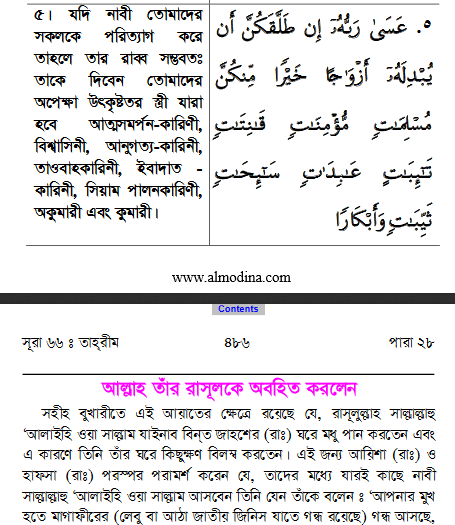 ৫। যদি নাবী তোমাদের
সকলকে পরিত্যাগ করে
তাহলে তার রাব্ব সম্ভবতঃ
তাকে দিবেন তোমাদের
অপেক্ষা উৎকৃষ্টতর স্ত্রী যারা
হবে আত্মসমর্পন-কারিণী,
বিশ্বাসিনী, আনুগত্য-কারিনী,
তাওবাহকারিনী, ইবাদাত -
কারিনী, সিয়াম পালনকারিণী,
অকুমারী এবং কুমারী।
٥. عَسَىٰ رَبُّهُۥٓ إِن طَلَّقَكُنَّ أَن
يُبْدِلَهُۥٓ أَزْوَٰجًا خَيْرًا مِّنكُنَّ
مُسْلِمَٰتٍ مُّؤْمِنَٰتٍ قَٰنِتَٰتٍ
تَٰٓئِبَٰتٍ عَٰبِدَٰتٍ سَٰٓئِحَٰتٍ
ثَيِّبَٰتٍ وَأَبْكَارًا
www.almodina.com
Contents
সূরা ৬৬ ঃ তাহ্‌রীম ৪৮৬ পারা ২৮
আল্লাহ তাঁর রাসূলকে অবহিত করলেন
সহীহ বুখারীতে এই আয়াতের ক্ষেত্রে রয়েছে যে, রাসূলুল্লাহ সাল্লাল্লাহু
'আলাইহি ওয়া সাল্লাম যাইনাব বিন্‌ত জাহশের (রাঃ) ঘরে মধু পান করতেন এবং
এ কারণে তিনি তাঁর ঘরে কিছুক্ষণ বিলম্ব করতেন। এই জন্য আয়িশা (রাঃ) ও
হাফসা (রাঃ) পরস্পর পরামর্শ করেন যে, তাদের মধ্যে যারই কাছে নাবী
সাল্লাল্লাহু 'আলাইহি ওয়া সাল্লাম আসবেন তিনি যেন তাঁকে বলেন ঃ 'আপনার মুখ
হতে মাগাফীরের (লেবু বা আঠা জাতীয় জিনিস যাতে গন্ধ রয়েছে) গন্ধ আসছে,